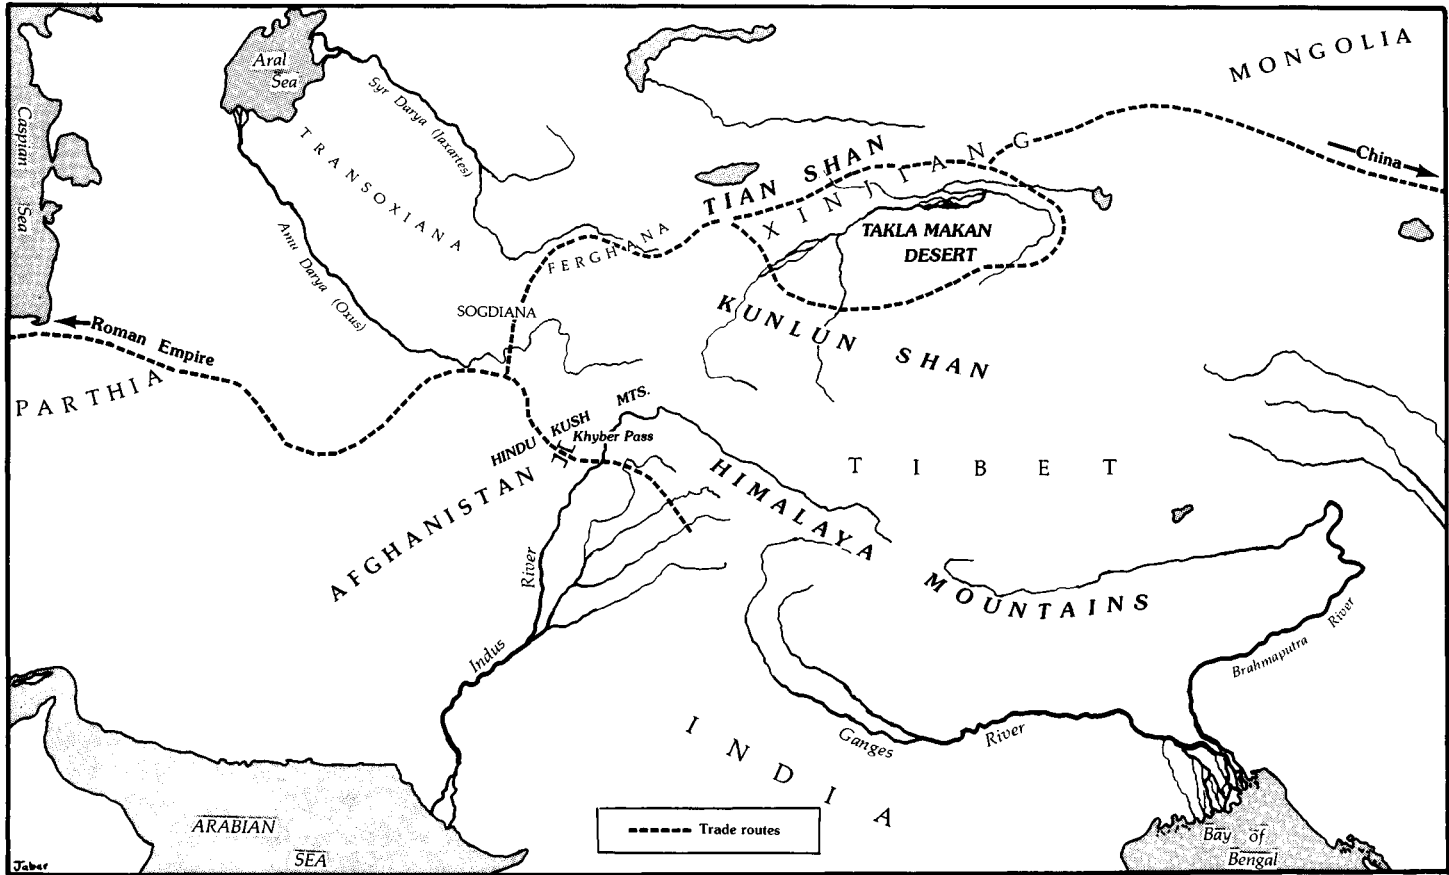 MONGOLIA
Aral
Sea
Caspian Sea
Syr Darya (Jaxartes)
TRANSOXIANA
Amu Darya (Oxus)
TIAN SHAN
XINJIANG
China
FERGHANA
TAKLA MAKAN
DESERT
SOGDIANA
KUNLUN SHAN
Roman Empire
PARTHIA
HINDU KUSH MTS.
Khyber Pass
AFGHANISTAN
HIMALAYA
MOUNTAINS
TIBET
Indus River
Brahmaputra River
Ganges River
INDIA
ARABIAN
SEA
Bay of
Bengal
Trade routes
Jaber